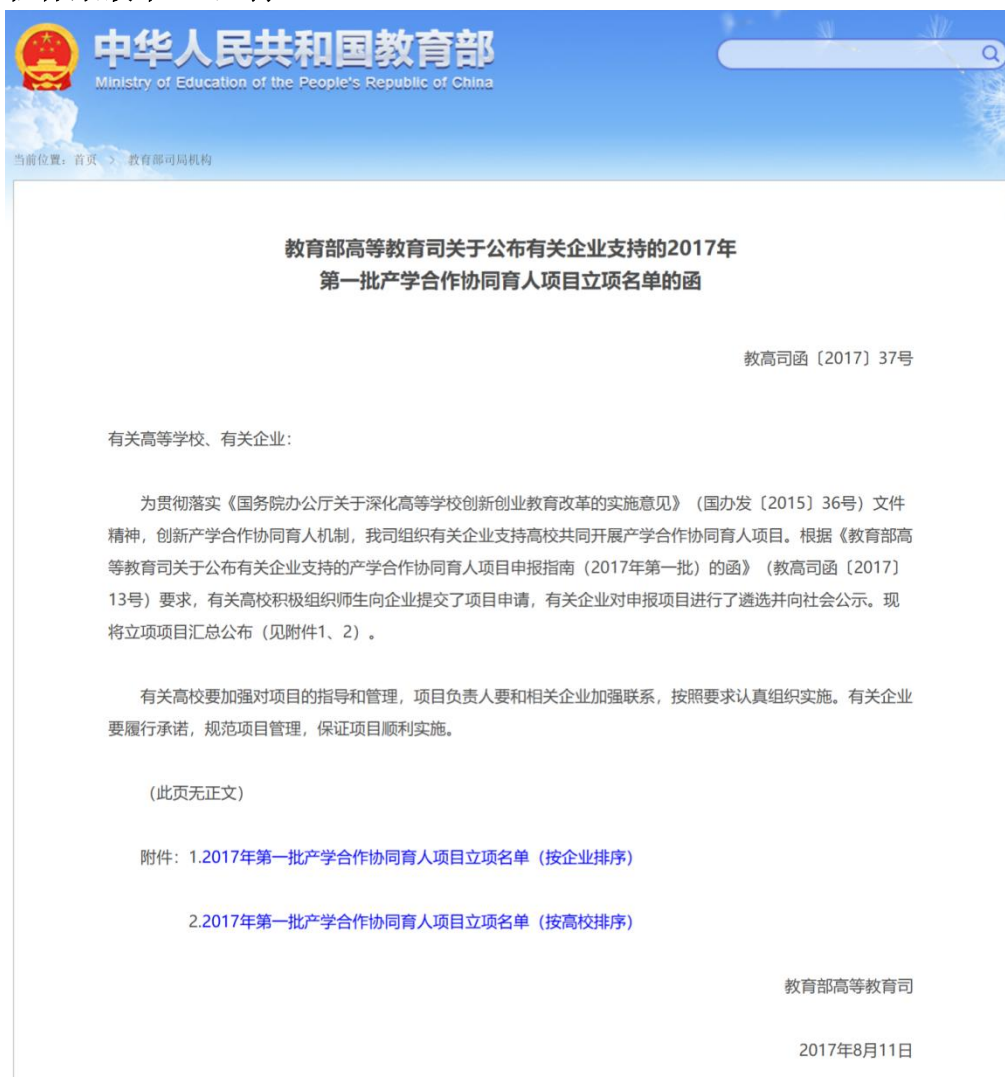 中华人民共和国教育部
Ministry of Education of the People's Republic of China
当前位置：首页 > 教育部司局机构
教育部高等教育司关于公布有关企业支持的2017年
第一批产学合作协同育人项目立项名单的函
教高司函〔2017〕37号
有关高等学校、有关企业：
为贯彻落实《国务院办公厅关于深化高等学校创新创业教育改革的实施意见》（国办发〔2015〕36号）文件
精神，创新产学合作协同育人机制，我司组织有关企业支持高校共同开展产学合作协同育人项目。根据《教育部高
等教育司关于公布有关企业支持的产学合作协同育人项目申报指南（2017年第一批）的函》（教高司函〔2017〕
13号）要求，有关高校积极组织师生向企业提交了项目申请，有关企业对申报项目进行了遴选并向社会公示。现
将立项项目汇总公布（见附件1、2）。
有关高校要加强对项目的指导和管理，项目负责人要和相关企业加强联系，按照要求认真组织实施。有关企业
要履行承诺，规范项目管理，保证项目顺利实施。
（此页无正文）
附件：1.2017年第一批产学合作协同育人项目立项名单（按企业排序）
2.2017年第一批产学合作协同育人项目立项名单（按高校排序）
教育部高等教育司
2017年8月11日